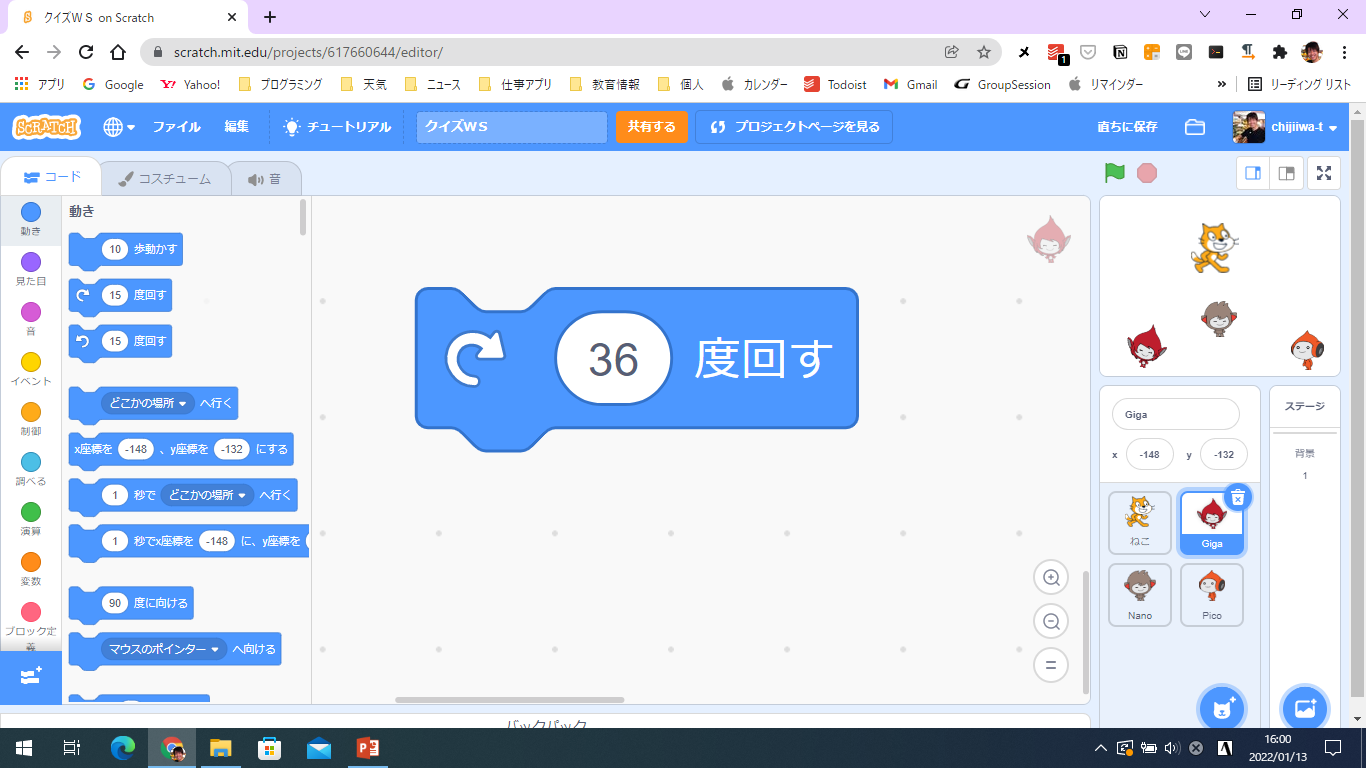 クイズＷＳ on Scratch
scratch.mit.edu/projects/617660644/editor/
1
アプリ Google Yahoo! プログラミング 天気 ニュース 仕事アプリ 教育情報 個人 カレンダー Todoist Gmail GroupSession リマインダー » リーディング リスト
SCRATCH ファイル 編集 チュートリアル クイズＷＳ 共有する プロジェクトページを見る 直ちに保存 chijiiwa-t
コード コスチューム 音
動き
見た目
音
イベント
制御
調べる
演算
変数
ブロック定義
動き
10 歩動かす
15 度回す
15 度回す
どこかの場所 へ行く
x座標を -148 、y座標を -132 にする
1 秒で どこかの場所 へ行く
1 秒でx座標を -148 に、y座標を
90 度に向ける
マウスのポインター へ向ける
36 度回す
Giga
x -148 y -132
ねこ
Giga
Nano
Pico
ステージ
背景
1
バックパック
16:00
2022/01/13
A